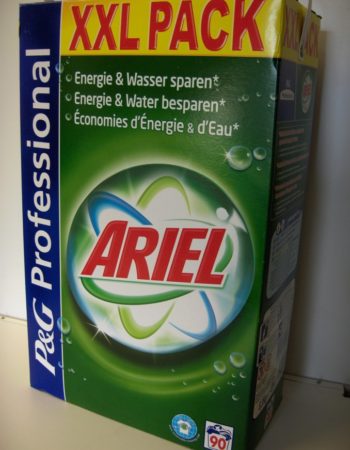 XXL PACK
P&G Professional
• Energie & Wasser sparen*
• Energie & Water besparen*
• Économies d'Énergie & d'Eau*
ARIEL
90